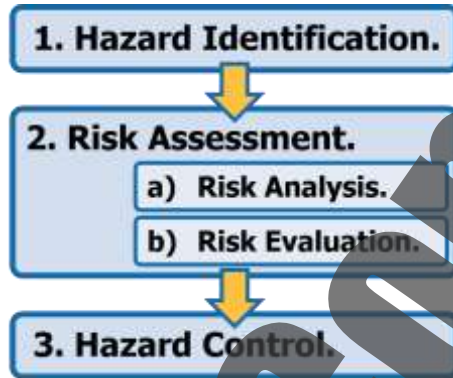 1. Hazard Identification.
2. Risk Assessment.
a) Risk Analysis.
b) Risk Evaluation.
3. Hazard Control.